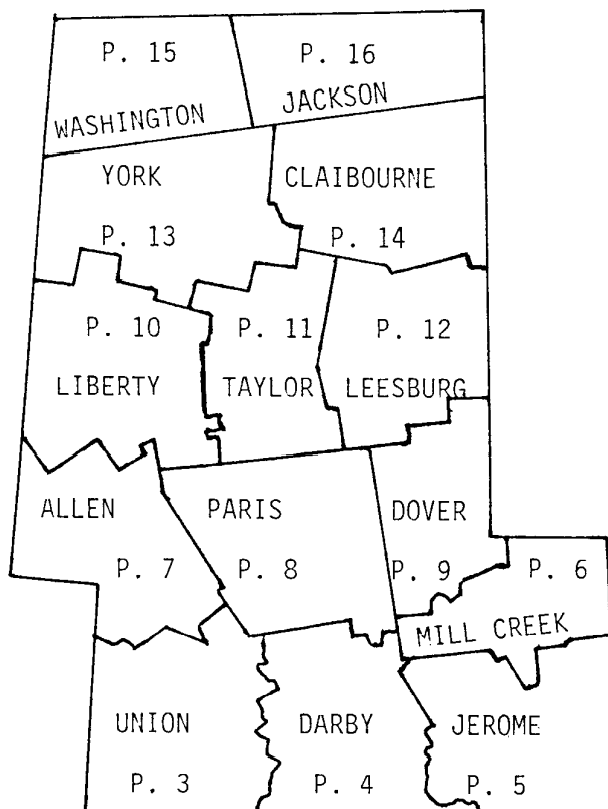 P. 15
WASHINGTON
P. 16
JACKSON
YORK
P. 13
CLAIBOURNE
P. 14
P. 10
LIBERTY
P. 11
TAYLOR
P. 12
LEESBURG
ALLEN
P. 7
PARIS
P. 8
DOVER
P. 9
P. 6
MILL CREEK
UNION
P. 3
DARBY
P. 4
JEROME
P. 5